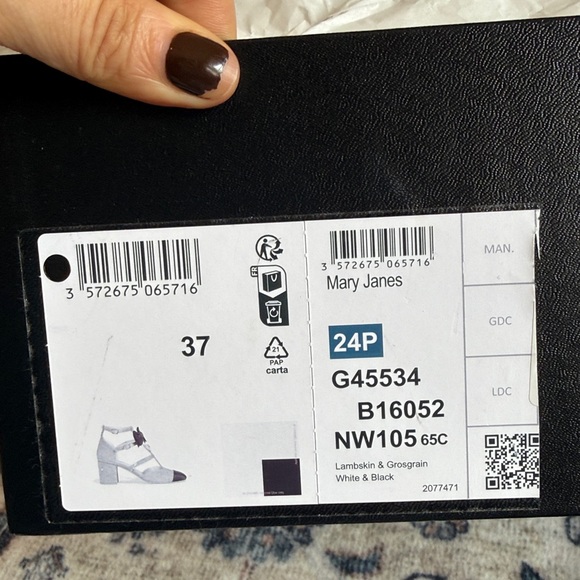 3 572675 065716
37
FR
21
PAP
carta
3 572675 065716
Mary Janes
24P
G45534
B16052
NW105 65C
Lambskin & Grosgrain
White & Black
2077471
MAN.
GDC
LDC